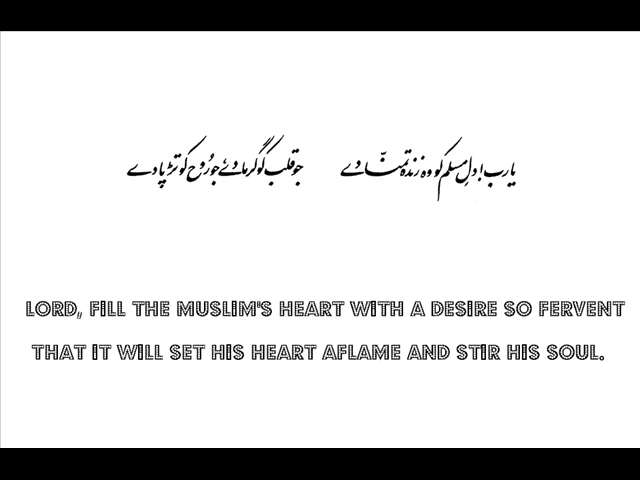 یا رب! دلِ مسلم کو وہ زندہ تمنّا دے
جو قلب کو گرما دے، جو رُوح کو تڑپا دے
LORD, FILL THE MUSLIM'S HEART WITH A DESIRE SO FERVENT
THAT IT WILL SET HIS HEART AFLAME AND STIR HIS SOUL.